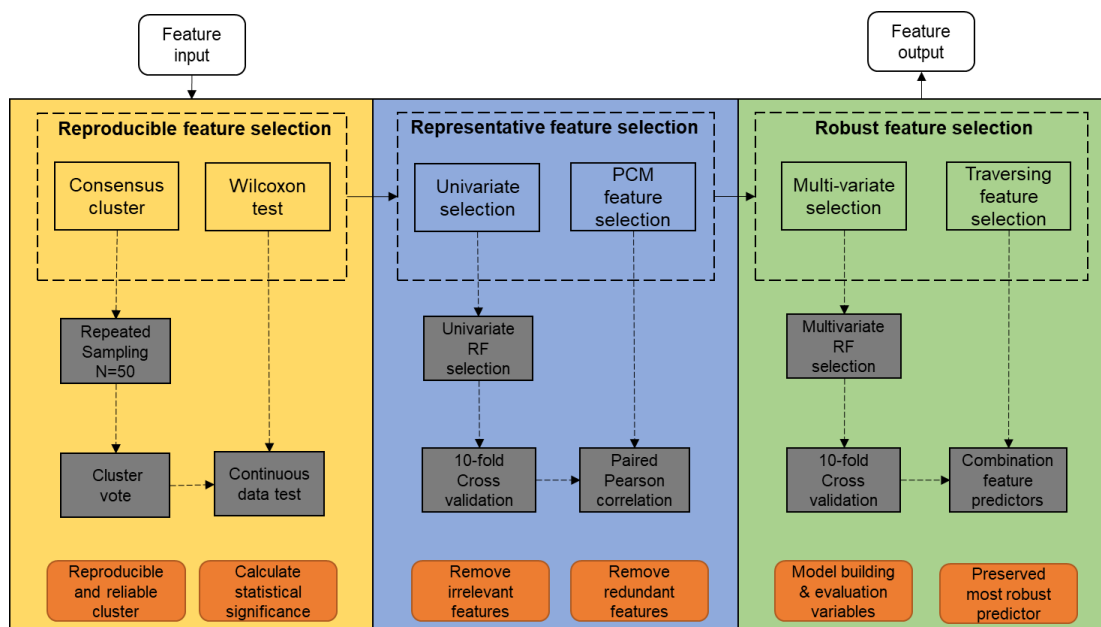 Feature
input
Feature
output
Reproducible feature selection
Consensus
cluster
Wilcoxon
test
Repeated
Sampling
N=50
Cluster
vote
Continuous
data test
Reproducible
and reliable
cluster
Calculate
statistical
significance
Representative feature selection
Univariate
selection
PCM
feature
selection
Univariate
RF
selection
10-fold
Cross
validation
Paired
Pearson
correlation
Remove
irrelevant
features
Remove
redundant
features
Robust feature selection
Multi-variate
selection
Traversing
feature
selection
Multivariate
RF
selection
10-fold
Cross
validation
Combination
feature
predictors
Model building
& evaluation
variables
Preserved
most robust
predictor